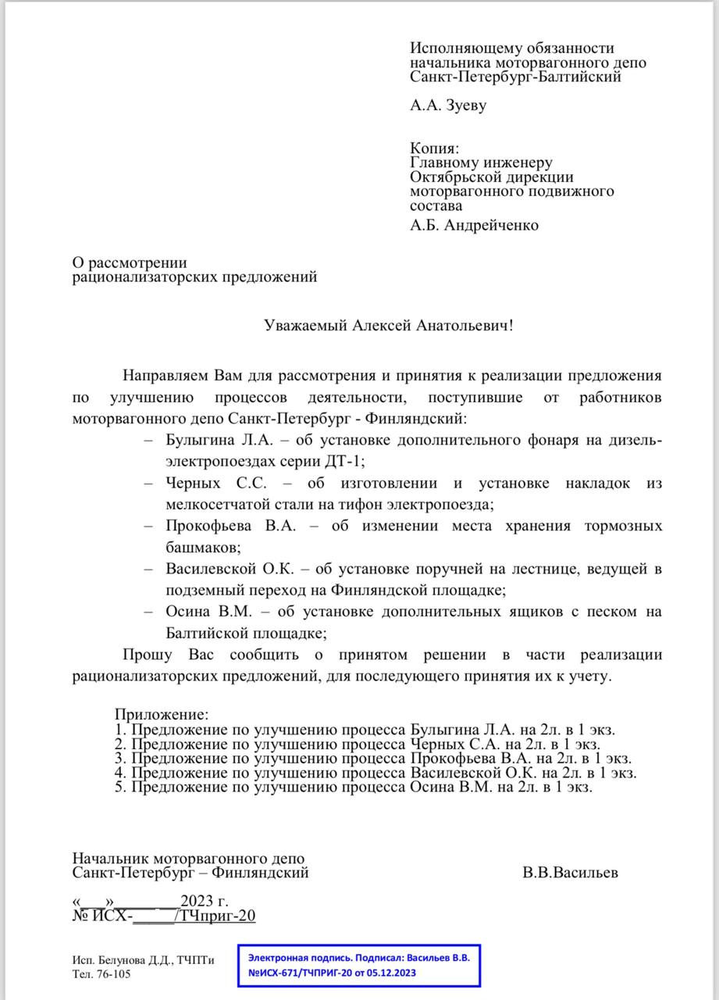 Исполняющему обязанности
начальника моторвагонного депо
Санкт-Петербург-Балтийский
А.А. Зуеву
Копия:
Главному инженеру
Октябрьской дирекции
моторвагонного подвижного
состава
А.Б. Андрейченко
О рассмотрении
рационализаторских предложений
Уважаемый Алексей Анатольевич!
Направляем Вам для рассмотрения и принятия к реализации предложения
по улучшению процессов деятельности, поступившие от работников
моторвагонного депо Санкт-Петербург - Финляндский:
– Булыгина Л.А. – об установке дополнительного фонаря на дизель-
электропоездах серии ДТ-1;
– Черных С.С. – об изготовлении и установке накладок из
мелкосетчатой стали на тифон электропоезда;
– Прокофьева В.А. – об изменении места хранения тормозных
башмаков;
– Василевской О.К. – об установке поручней на лестнице, ведущей в
подземный переход на Финляндской площадке;
– Осина В.М. – об установке дополнительных ящиков с песком на
Балтийской площадке;
Прошу Вас сообщить о принятом решении в части реализации
рационализаторских предложений, для последующего принятия их к учету.
Приложение:
1. Предложение по улучшению процесса Булыгина Л.А. на 2л. в 1 экз.
2. Предложение по улучшению процесса Черных С.А. на 2л. в 1 экз.
3. Предложение по улучшению процесса Прокофьева В.А. на 2л. в 1 экз.
4. Предложение по улучшению процесса Василевской О.К. на 2л. в 1 экз.
5. Предложение по улучшению процесса Осина В.М. на 2л. в 1 экз.
Начальник моторвагонного депо
Санкт-Петербург – Финляндский В.В.Васильев
«___»________2023 г.
№ ИСХ-_____/ТЧприг-20
Исп. Белунова Д.Д., ТЧПТи
Тел. 76-105
Электронная подпись. Подписал: Васильев В.В.
№ИСХ-671/ТЧПРИГ-20 от 05.12.2023